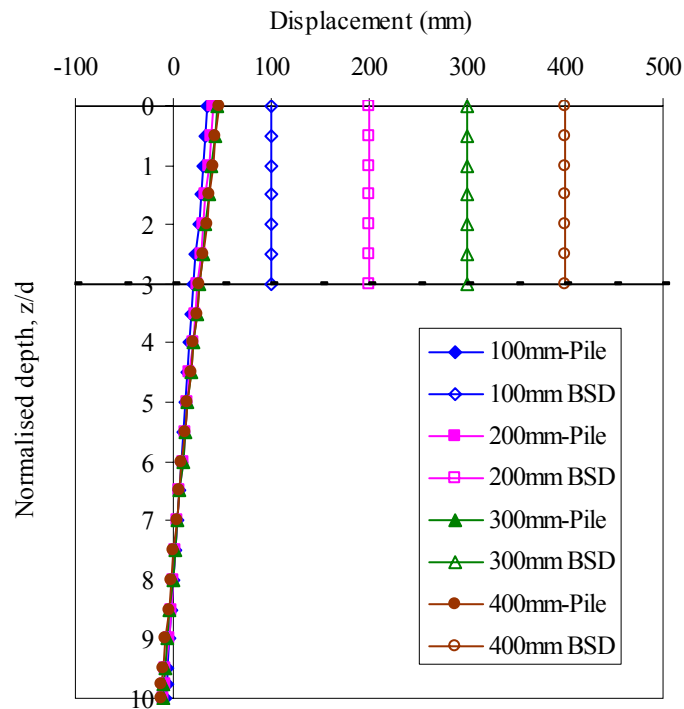 Displacement (mm)
-100 0 100 200 300 400 500
Normalised depth, z/d
0
1
2
3
4
5
6
7
8
9
10
100mm-Pile
100mm BSD
200mm-Pile
200mm BSD
300mm-Pile
300mm BSD
400mm-Pile
400mm BSD